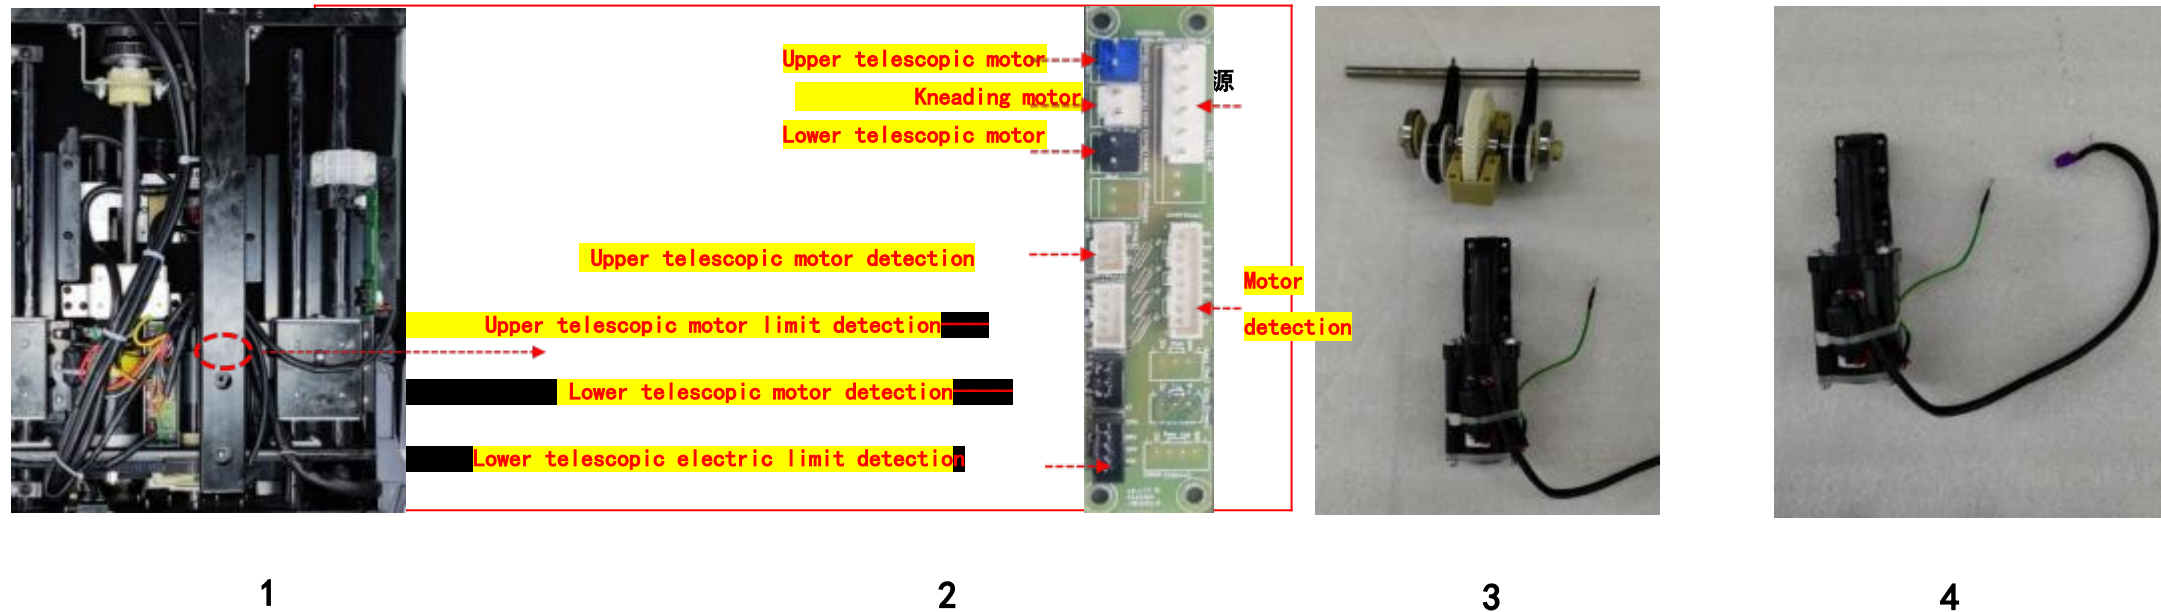 Upper telescopic motor
源
Kneading motor
Lower telescopic motor
Upper telescopic motor detection
Motor
detection
Upper telescopic motor limit detection
Lower telescopic motor detection
Lower telescopic electric limit detection
1
2
3
4